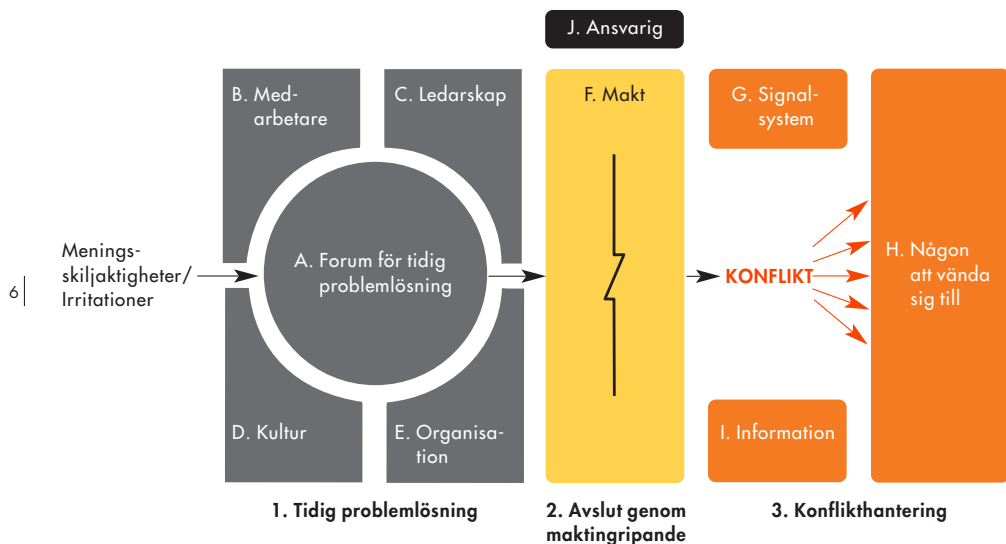 J. Ansvarig
B. Med-
arbetare
C. Ledarskap
F. Makt
G. Signal-
system
Menings-
skiljaktigheter/
Irritationer
6
A. Forum för tidig
problemlösning
KONFLIKT
H. Någon
att vända
sig till
D. Kultur
E. Organisa-
tion
I. Information
1. Tidig problemlösning
2. Avslut genom
maktingripande
3. Konflikthantering